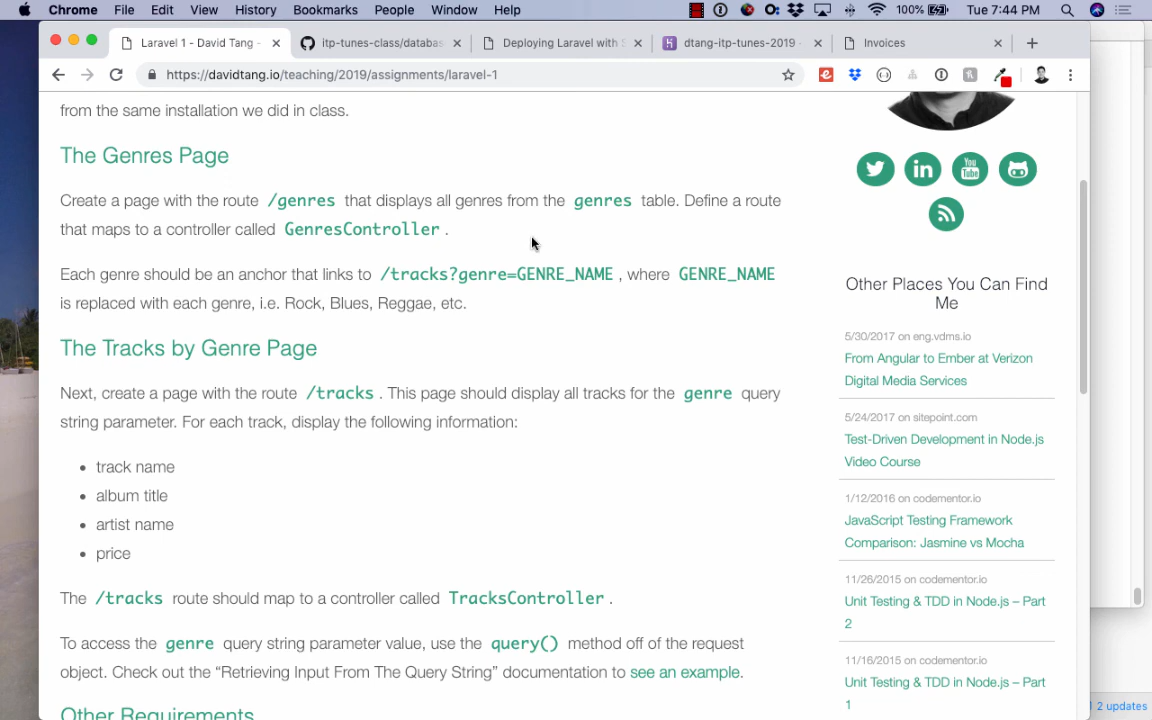 Chrome File Edit View History Bookmarks People Window Help 100% Tue 7:44 PM
Laravel 1 - David Tang - itp-tunes-class/databas Deploying Laravel with S dtang-itp-tunes-2019 - Invoices
https://davidtang.io/teaching/2019/assignments/laravel-1
from the same installation we did in class.
The Genres Page
Create a page with the route /genres that displays all genres from the genres table. Define a route
that maps to a controller called GenresController.
Each genre should be an anchor that links to /tracks?genre=GENRE_NAME, where GENRE_NAME
is replaced with each genre, i.e. Rock, Blues, Reggae, etc.
The Tracks by Genre Page
Next, create a page with the route /tracks. This page should display all tracks for the genre query
string parameter. For each track, display the following information:
track name
album title
artist name
price
The /tracks route should map to a controller called TracksController.
To access the genre query string parameter value, use the query() method off of the request
object. Check out the “Retrieving Input From The Query String” documentation to see an example.
Other Requirements
You Tube
Other Places You Can Find
Me
5/30/2017 on eng.vdms.io
From Angular to Ember at Verizon
Digital Media Services
5/24/2017 on sitepoint.com
Test-Driven Development in Node.js
Video Course
1/12/2016 on codementor.io
JavaScript Testing Framework
Comparison: Jasmine vs Mocha
11/26/2015 on codementor.io
Unit Testing & TDD in Node.js – Part
2
11/16/2015 on codementor.io
Unit Testing & TDD in Node.js – Part
1
2 updates